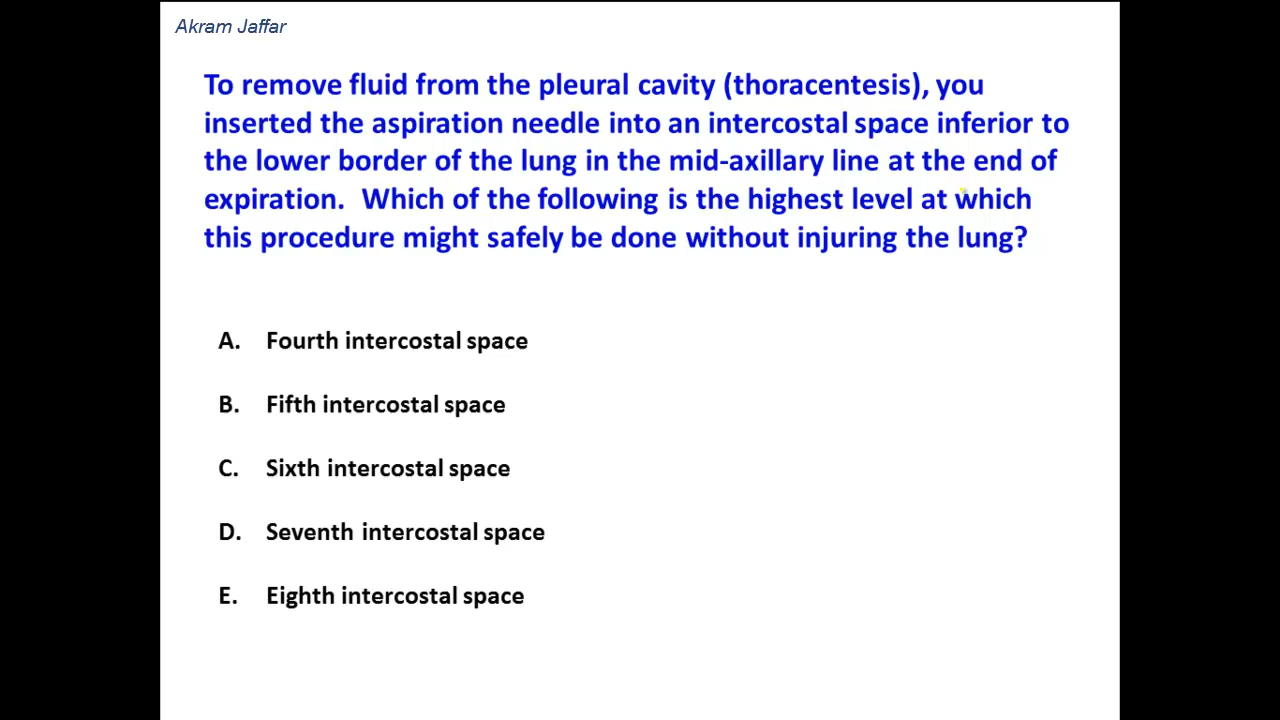 Akram Jaffar
To remove fluid from the pleural cavity (thoracentesis), you
inserted the aspiration needle into an intercostal space inferior to
the lower border of the lung in the mid-axillary line at the end of
expiration. Which of the following is the highest level at which
this procedure might safely be done without injuring the lung?
A. Fourth intercostal space
B. Fifth intercostal space
C. Sixth intercostal space
D. Seventh intercostal space
E. Eighth intercostal space